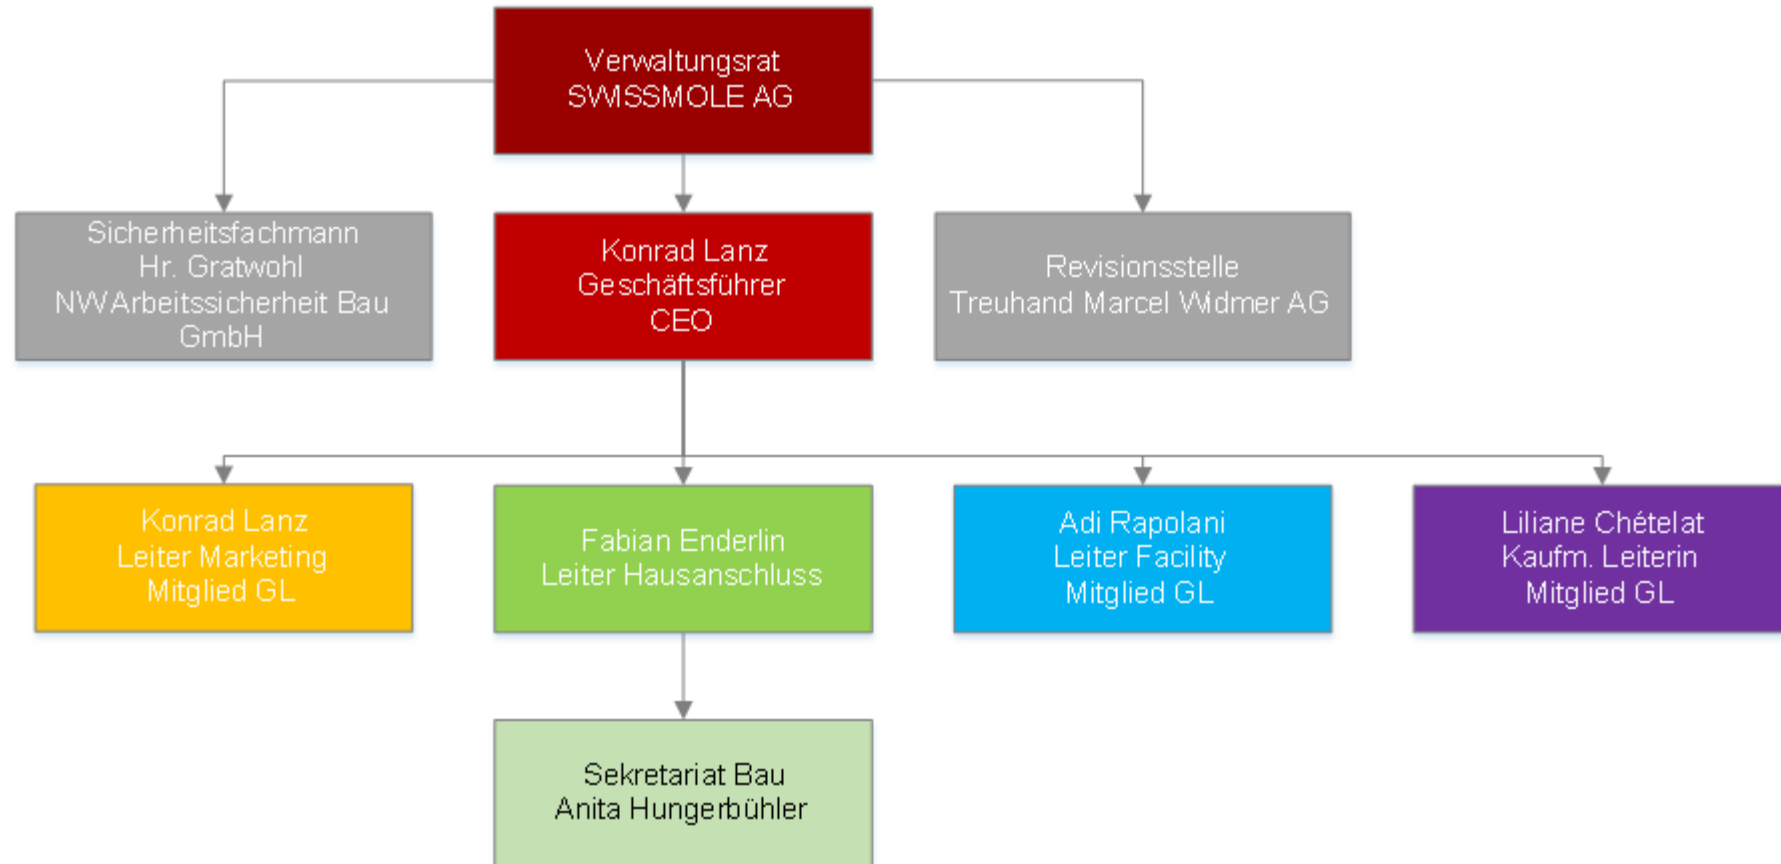 Verwaltungsrat
SWISSMOLE AG
Sicherheitsfachmann
Hr. Gratwohl
NW Arbeitssicherheit Bau
GmbH
Konrad Lanz
Geschäftsführer
CEO
Revisionsstelle
Treuhand Marcel Widmer AG
Konrad Lanz
Leiter Marketing
Mitglied GL
Fabian Enderlin
Leiter Hausanschluss
Adi Rapolani
Leiter Facility
Mitglied GL
Liliane Chételat
Kaufm. Leiterin
Mitglied GL
Sekretariat Bau
Anita Hungerbühler